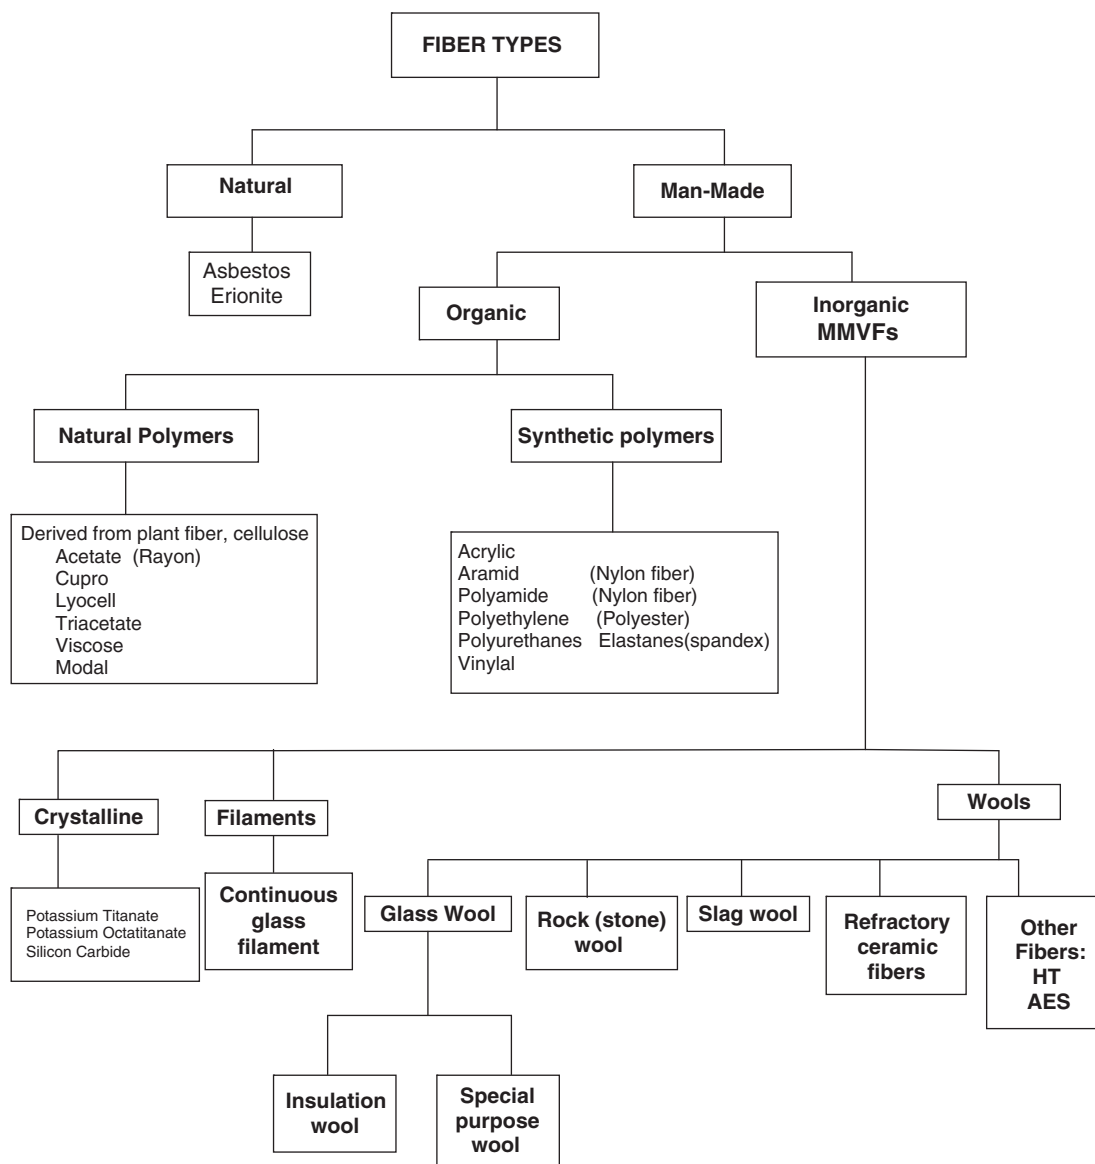 FIBER TYPES
Natural
Man-Made
Asbestos
Erionite
Organic
Inorganic
MMVFs
Natural Polymers
Synthetic polymers
Derived from plant fiber, cellulose
Acetate (Rayon)
Cupro
Lyocell
Triacetate
Viscose
Modal
Acrylic
Aramid (Nylon fiber)
Polyamide (Nylon fiber)
Polyethylene (Polyester)
Polyurethanes Elastanes(spandex)
Vinylal
Crystalline
Filaments
Wools
Potassium Titanate
Potassium Octatitanate
Silicon Carbide
Continuous
glass
filament
Glass Wool
Rock (stone)
wool
Slag wool
Refractory
ceramic
fibers
Other
Fibers:
HT
AES
Insulation
wool
Special
purpose
wool